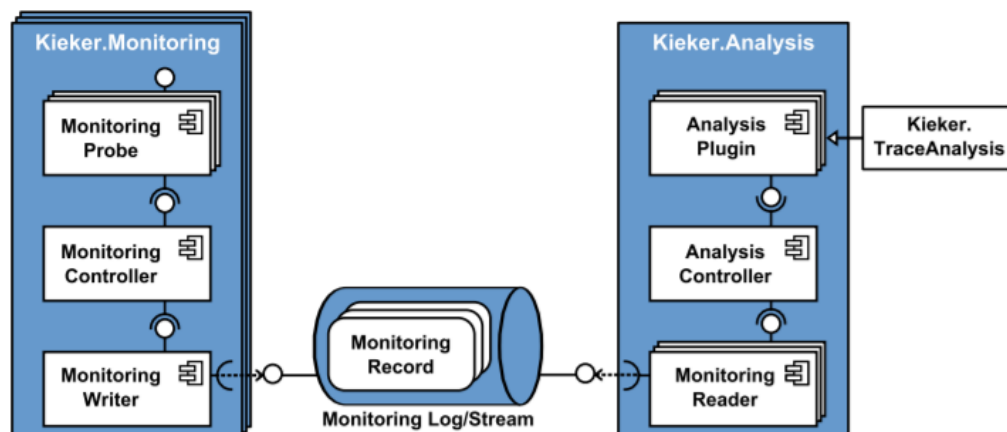 Kieker.Monitoring
Monitoring
Probe
Monitoring
Controller
Monitoring
Writer
Monitoring
Record
Monitoring Log/Stream
Kieker.Analysis
Analysis
Plugin
Kieker.
TraceAnalysis
Analysis
Controller
Monitoring
Reader